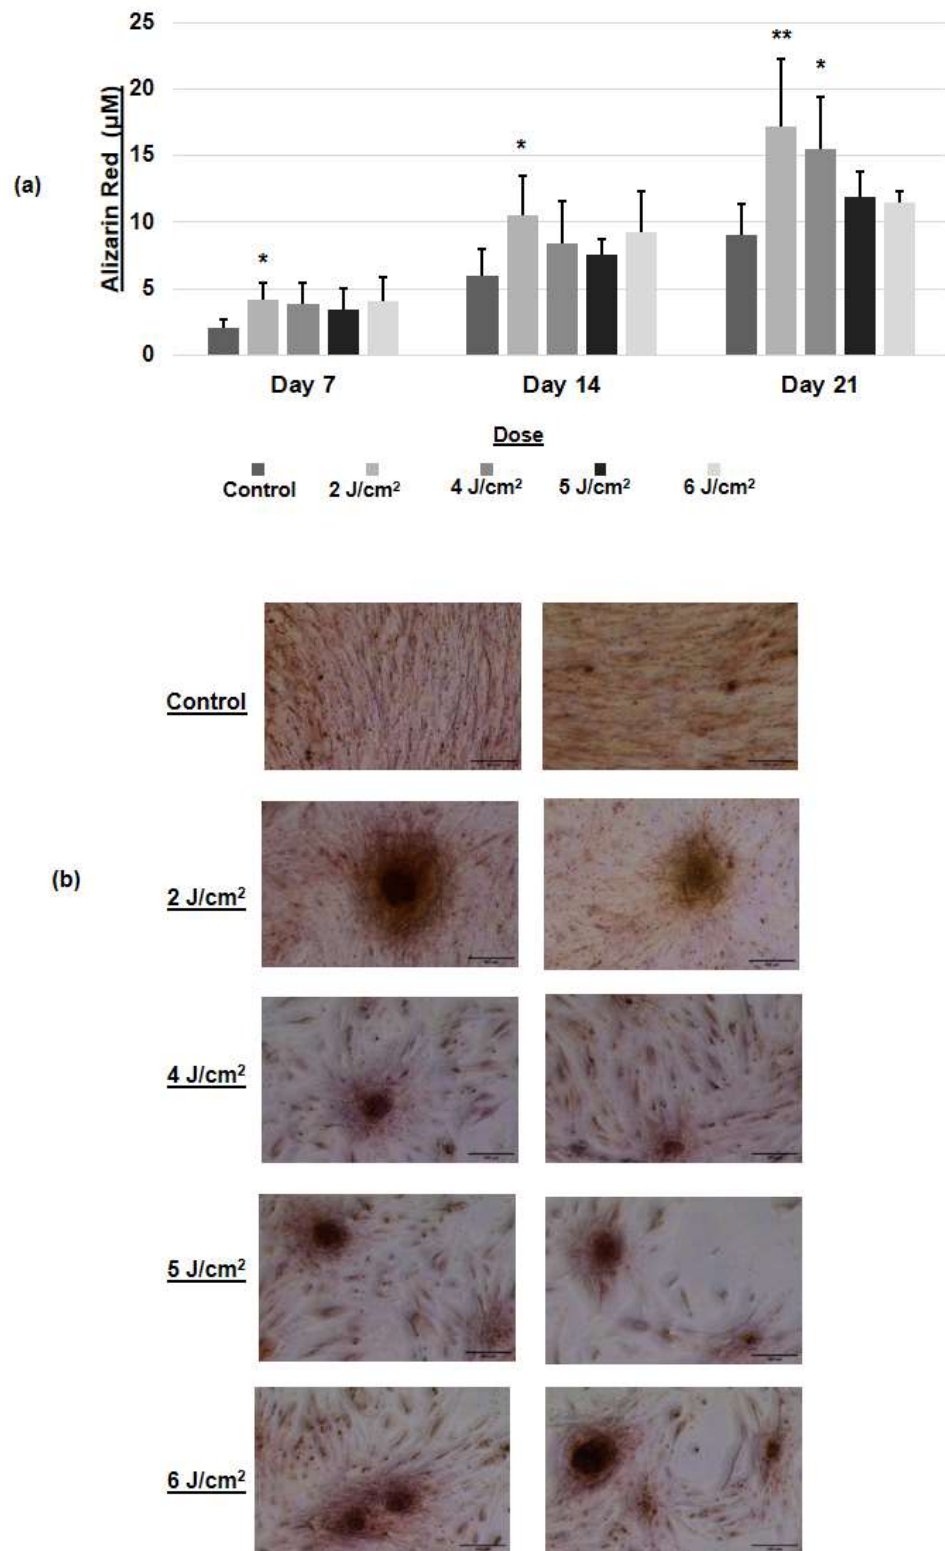 (a)
Alizarin Red (µM)
25
20
15
10
5
0
*
*
**
*
Day 7 Day 14 Day 21
Dose
Control 2 J/cm² 4 J/cm² 5 J/cm² 6 J/cm²
(b)
Control
2 J/cm²
4 J/cm²
5 J/cm²
6 J/cm²